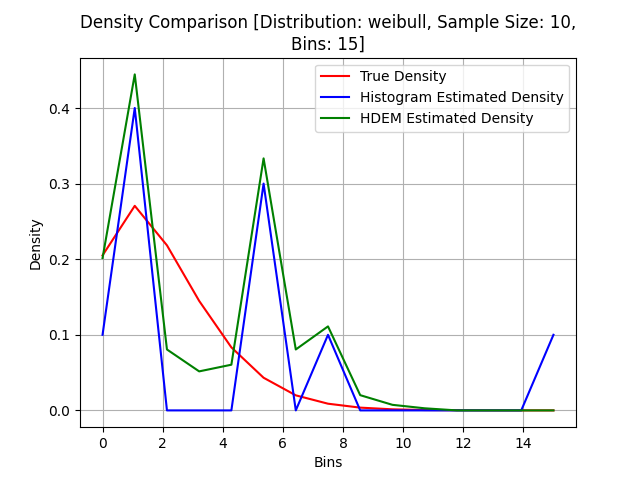 Density Comparison [Distribution: weibull, Sample Size: 10,
Bins: 15]
True Density
Histogram Estimated Density
HDEM Estimated Density
Density
0.4
0.3
0.2
0.1
0.0
0 2 4 6 8 10 12 14
Bins